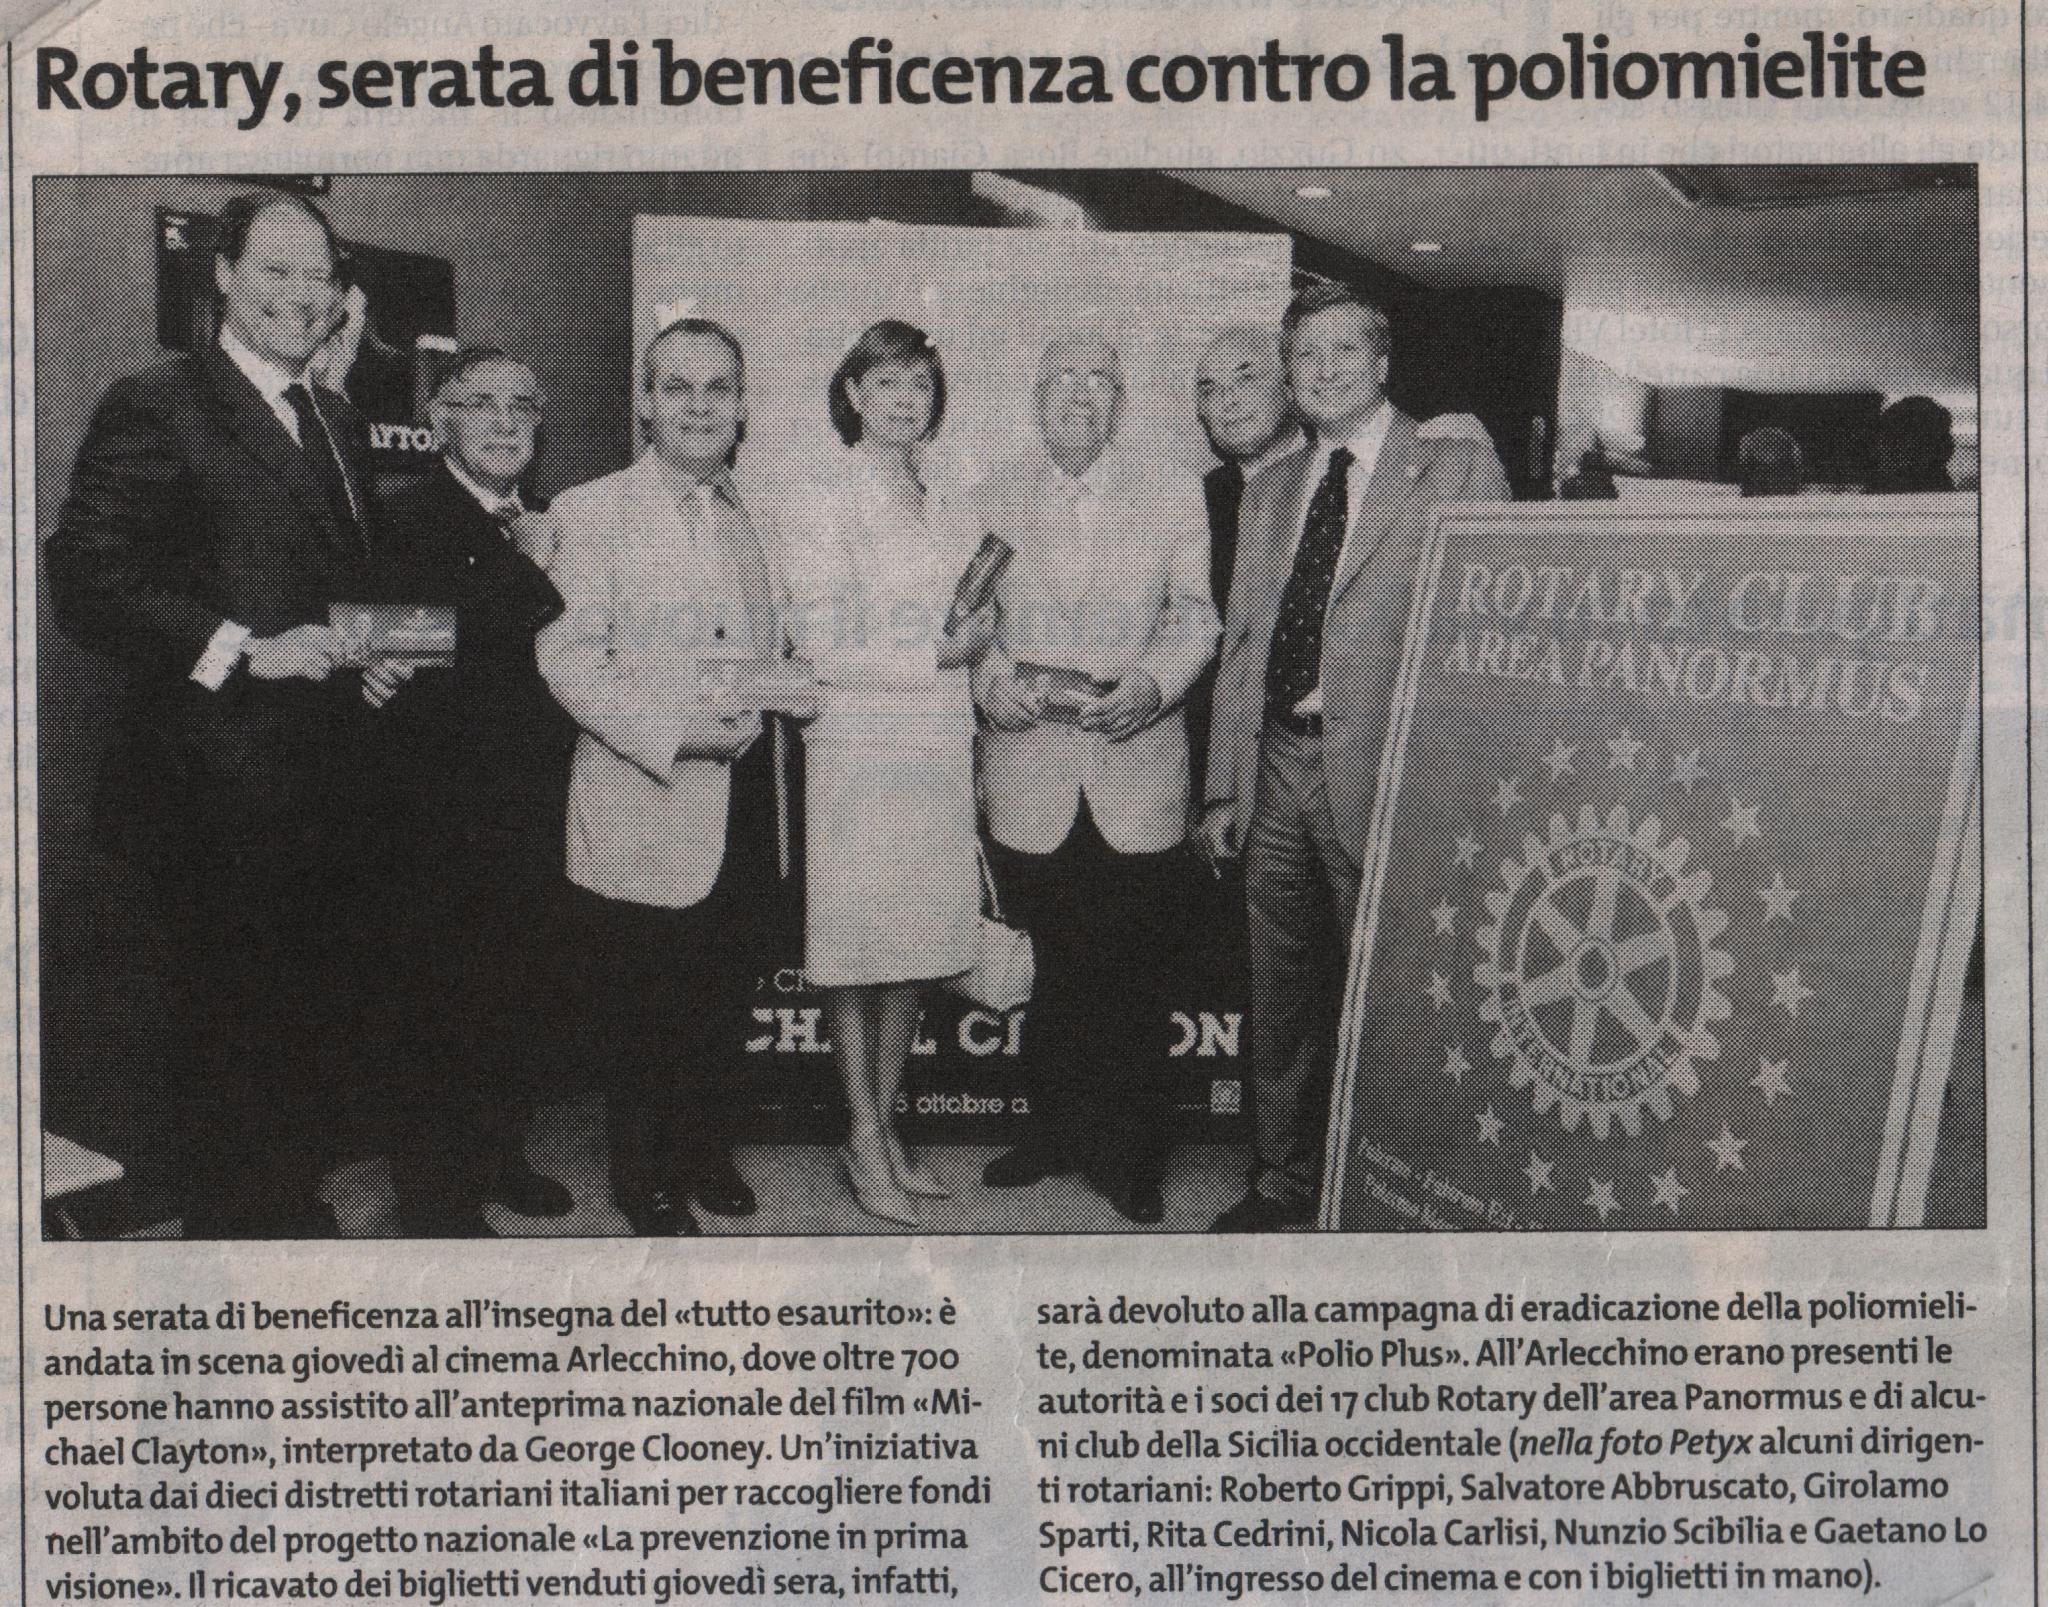 Rotary, serata di beneficenza contro la poliomielite
AYTO
ROTARY CLUB
AREA PANORMUS
ROTARY
INTERNATIONAL
CHA L C ON
5 ottobre a
Una serata di beneficenza all'insegna del «tutto esaurito»: è
andata in scena giovedì al cinema Arlecchino, dove oltre 700
persone hanno assistito all'anteprima nazionale del film «Mi-
chael Clayton», interpretato da George Clooney. Un'iniziativa
voluta dai dieci distretti rotariani italiani per raccogliere fondi
nell'ambito del progetto nazionale «La prevenzione in prima
visione». Il ricavato dei biglietti venduti giovedì sera, infatti,
sarà devoluto alla campagna di eradicazione della poliomieli-
te, denominata «Polio Plus». All'Arlecchino erano presenti le
autorità e i soci dei 17 club Rotary dell'area Panormus e di alcu-
ni club della Sicilia occidentale (nella foto Petyx alcuni dirigen-
ti rotariani: Roberto Grippi, Salvatore Abbruscato, Girolamo
Sparti, Rita Cedrini, Nicola Carlisi, Nunzio Scibilia e Gaetano Lo
Cicero, all'ingresso del cinema e con i biglietti in mano).